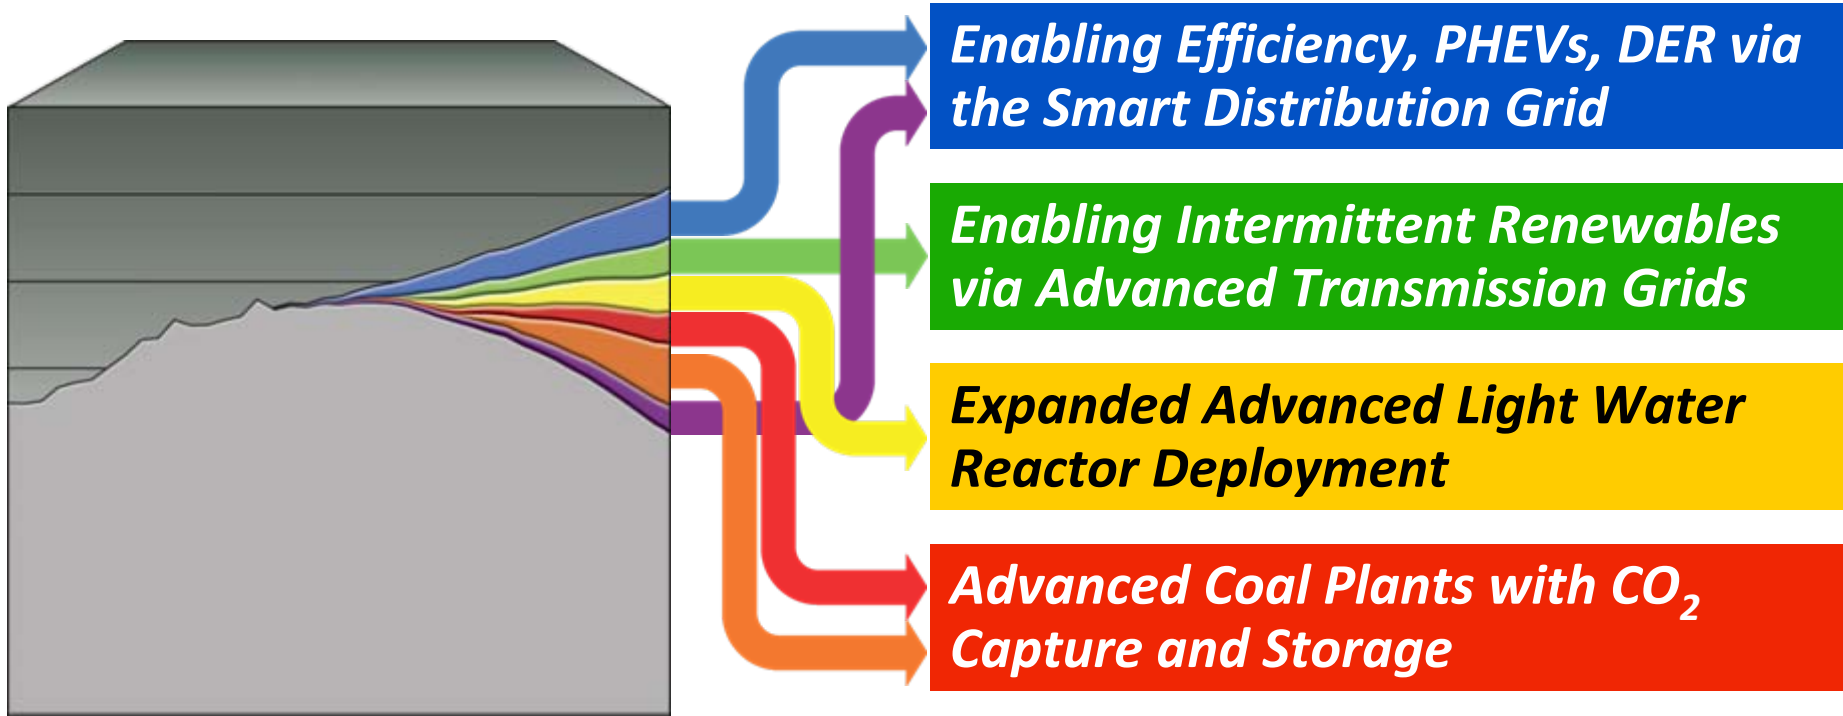 Enabling Efficiency, PHEVs, DER via
the Smart Distribution Grid
Enabling Intermittent Renewables
via Advanced Transmission Grids
Expanded Advanced Light Water
Reactor Deployment
Advanced Coal Plants with CO₂
Capture and Storage